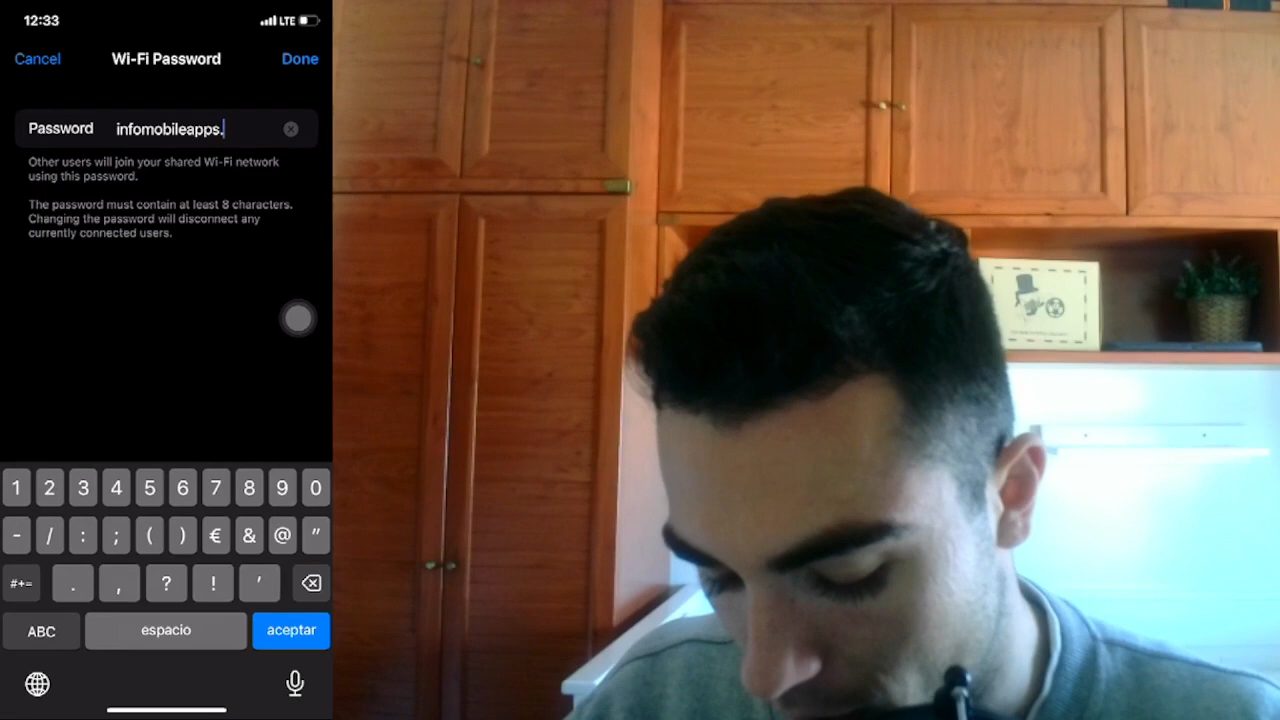 12:33
LTE
Cancel
Wi-Fi Password
Done
Password infomobileapps.
Other users will join your shared Wi-Fi network
using this password.
The password must contain at least 8 characters.
Changing the password will disconnect any
currently connected users.
1 2 3 4 5 6 7 8 9 0
- / : ; ( ) € & @ "
#+= . , ? ! '
ABC espacio aceptar